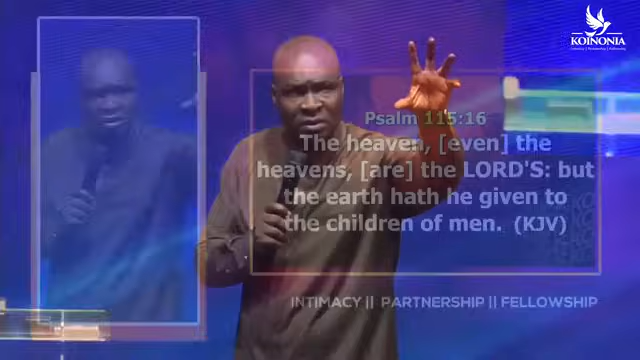 KOINONIA
Psalm 115:16
The heaven, [even] the
heavens, [are] the LORD'S: but
the earth hath he given to
the children of men. (KJV)
INTIMACY || PARTNERSHIP || FELLOWSHIP